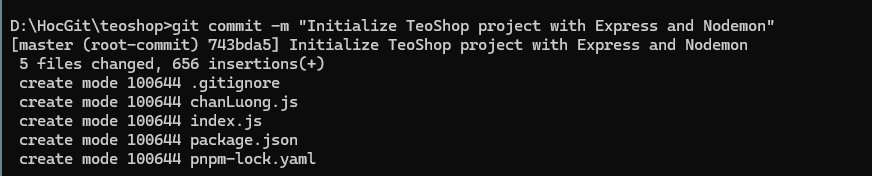 D:\HocGit\teoshop>git commit -m "Initialize TeoShop project with Express and Nodemon"
[master (root-commit) 743bda5] Initialize TeoShop project with Express and Nodemon
 5 files changed, 656 insertions(+)
 create mode 100644 .gitignore
 create mode 100644 chanLuong.js
 create mode 100644 index.js
 create mode 100644 package.json
 create mode 100644 pnpm-lock.yaml